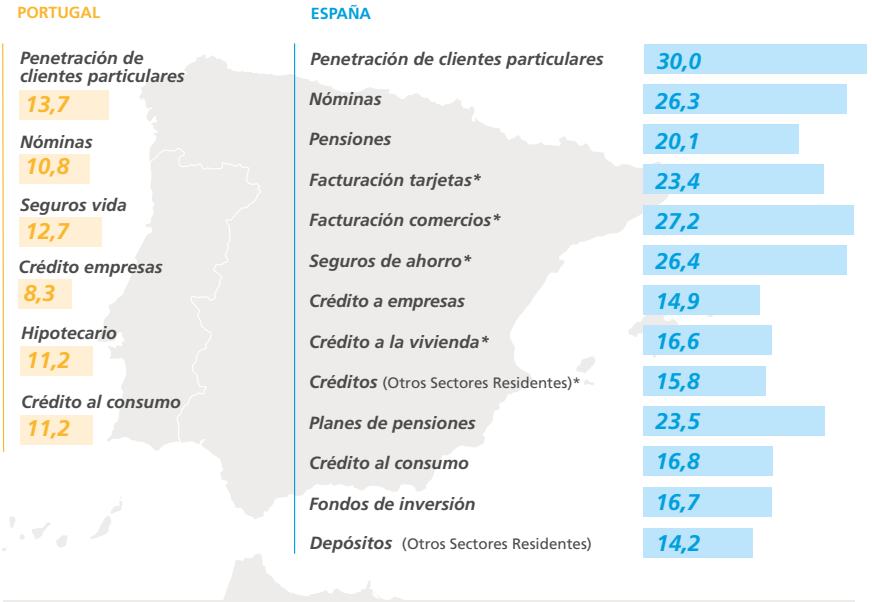 PORTUGAL
Penetración de
clientes particulares
13,7
Nóminas
10,8
Seguros vida
12,7
Crédito empresas
8,3
Hipotecario
11,2
Crédito al consumo
11,2
ESPAÑA
Penetración de clientes particulares 30,0
Nóminas 26,3
Pensiones 20,1
Facturación tarjetas* 23,4
Facturación comercios* 27,2
Seguros de ahorro* 26,4
Crédito a empresas 14,9
Crédito a la vivienda* 16,6
Créditos (Otros Sectores Residentes)* 15,8
Planes de pensiones 23,5
Crédito al consumo 16,8
Fondos de inversión 16,7
Depósitos (Otros Sectores Residentes) 14,2